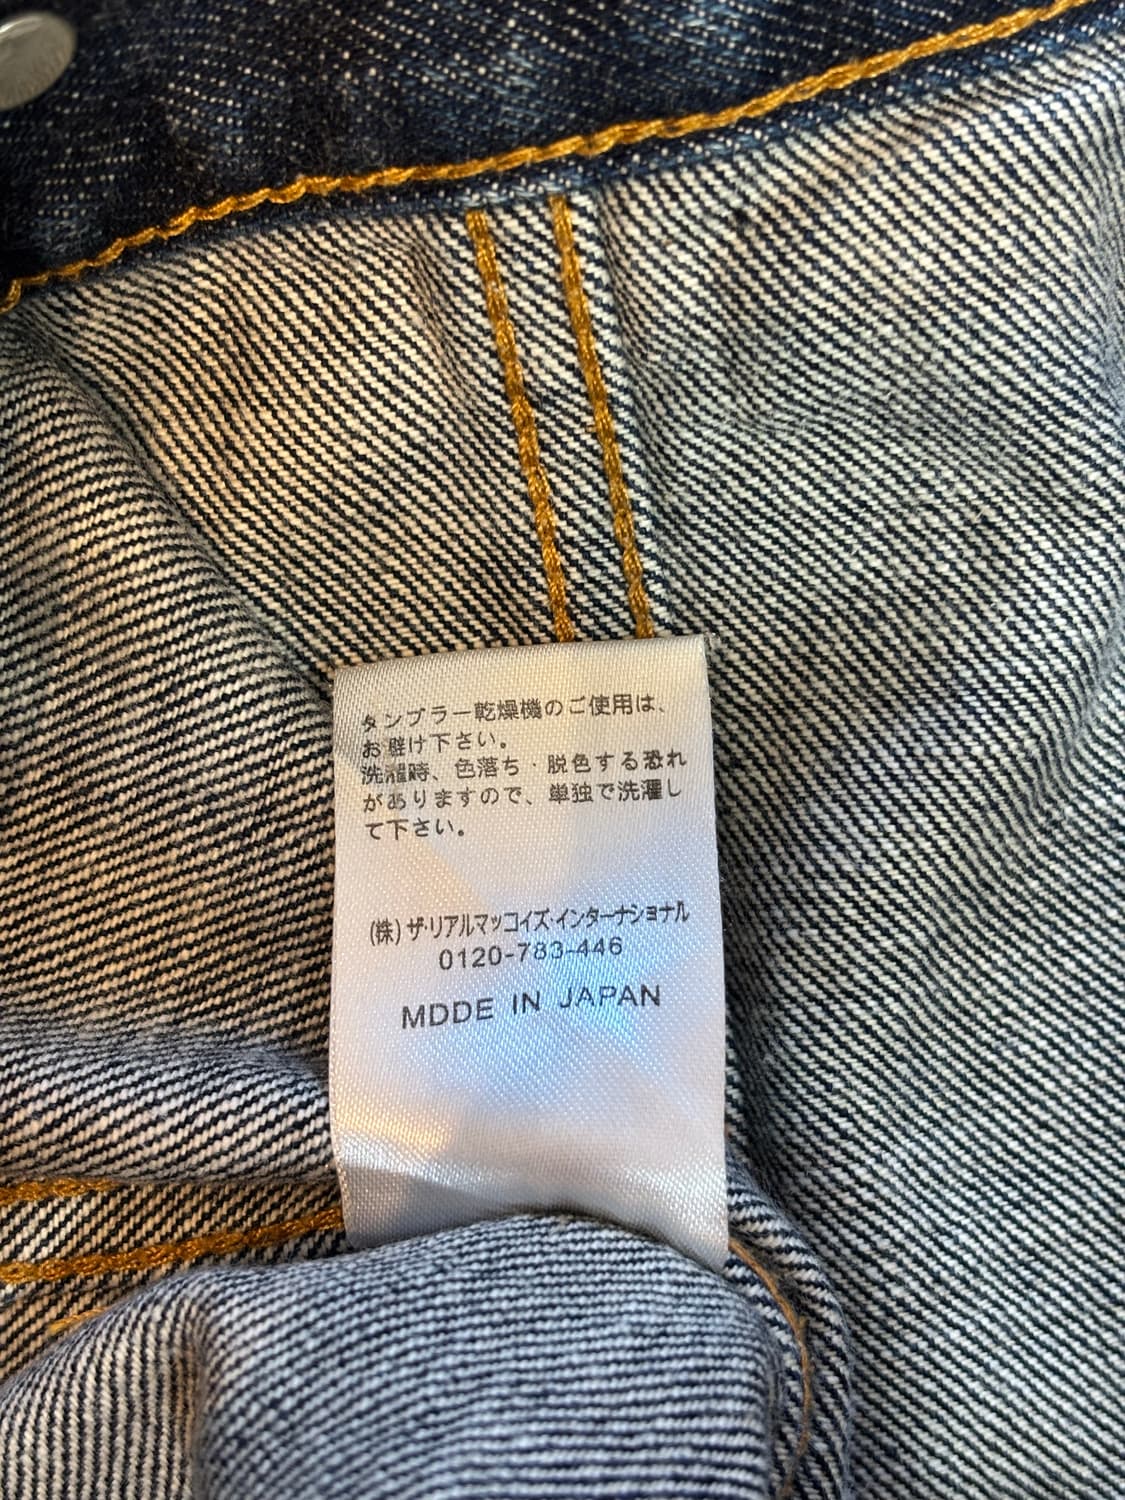 タンブラー乾燥機のご使用は、
お避け下さい。
洗濯時、色落ち・脱色する恐れ
がありますので、単独で洗濯し
て下さい。
(株)ザ・リアルマッコイズ・インターナショナル
0120-783-446
MDDE IN JAPAN